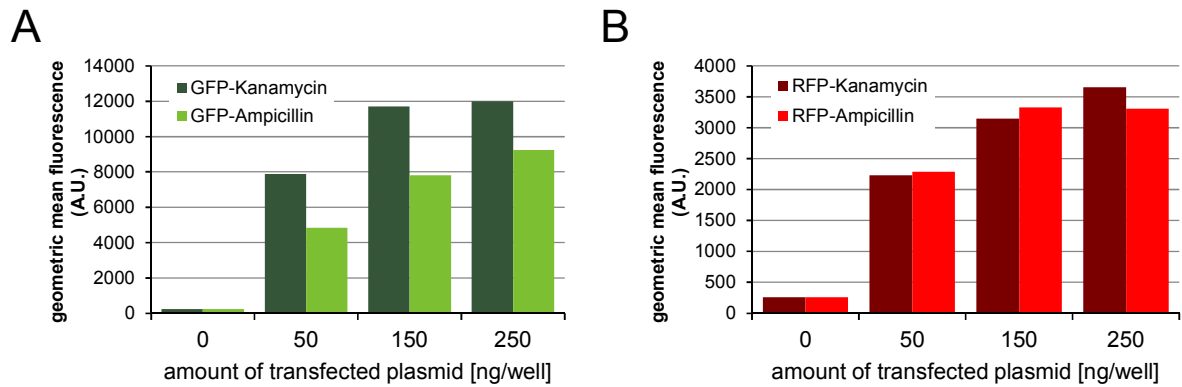 A
geometric mean fluorescence
(A.U.)
14000
12000
10000
8000
6000
4000
2000
0
GFP-Kanamycin
GFP-Ampicillin
0 50 150 250
amount of transfected plasmid [ng/well]
B
geometric mean fluorescence
(A.U.)
4000
3500
3000
2500
2000
1500
1000
500
0
RFP-Kanamycin
RFP-Ampicillin
0 50 150 250
amount of transfected plasmid [ng/well]